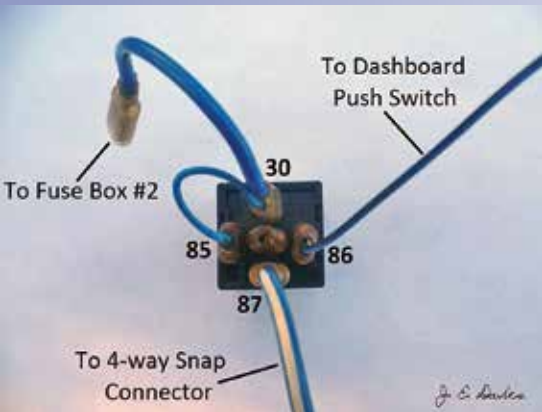 To Dashboard
Push Switch
30
To Fuse Box #2
85
86
87
To 4-way Snap
Connector